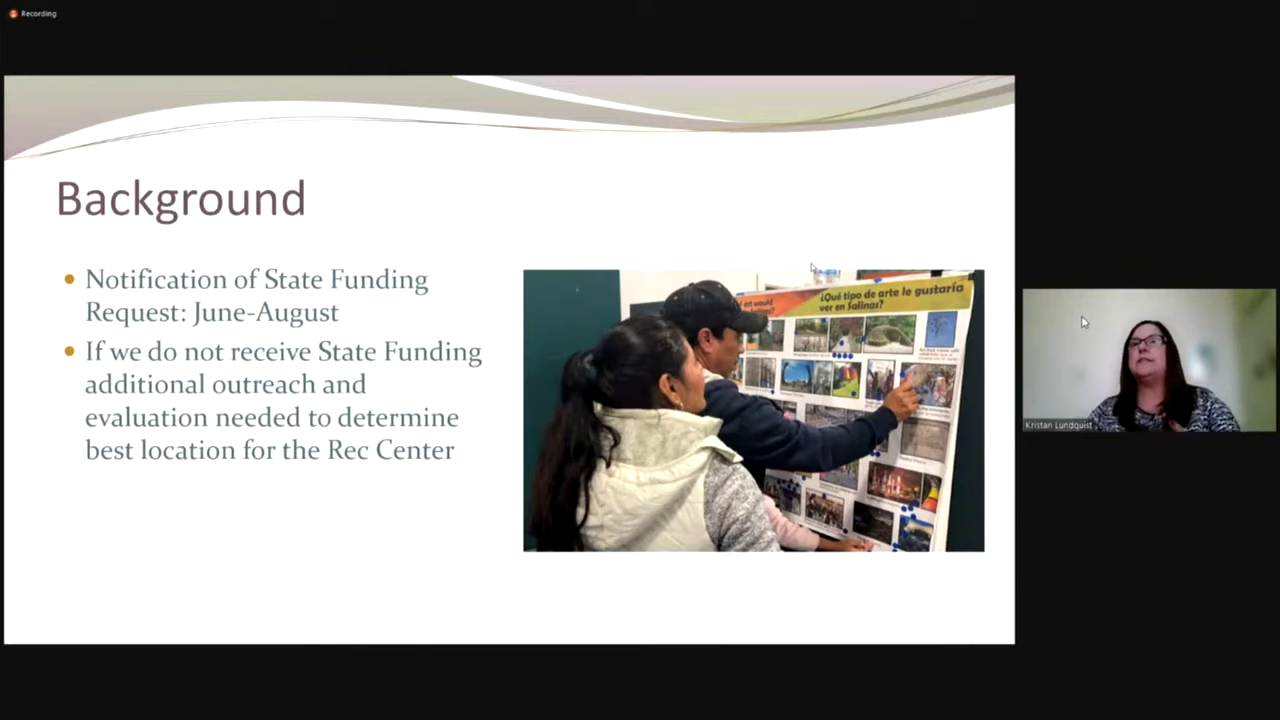 Recording
Background
Notification of State Funding
Request: June-August
If we do not receive State Funding
additional outreach and
evaluation needed to determine
best location for the Rec Center
art would
¿Qué tipo de arte le gustaría
ver en Salinas?
Kristan Lundquist